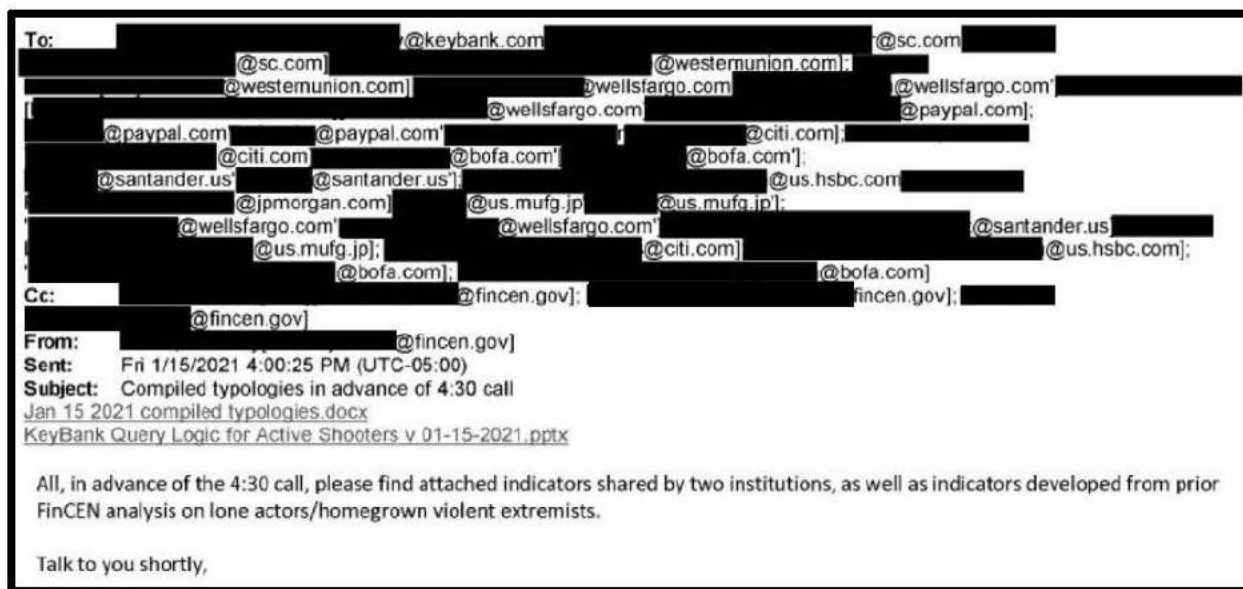 To: @keybank.com @sc.com
@sc.com] @westernunion.com];
@westernunion.com] @wellsfargo.com @wellsfargo.com'
@wellsfargo.com' @paypal.com];
@paypal.com' @paypal.com' @citi.com];
@citi.com] @bofa.com'] @bofa.com'];
@santander.us' @santander.us']; @us.hsbc.com
@jpmorgan.com] @us.mufg.jp @us.mufg.jp'];
@wellsfargo.com' @wellsfargo.com' @santander.us]
@us.mufg.jp]; @citi.com] @us.hsbc.com];
@bofa.com]; @bofa.com]
Cc: @fincen.gov]; fincen.gov];
@fincen.gov]
From: @fincen.gov]
Sent: Fri 1/15/2021 4:00:25 PM (UTC-05:00)
Subject: Compiled typologies in advance of 4:30 call
Jan 15 2021 compiled typologies.docx
KeyBank Query Logic for Active Shooters v 01-15-2021.pptx
All, in advance of the 4:30 call, please find attached indicators shared by two institutions, as well as indicators developed from prior
FinCEN analysis on lone actors/homegrown violent extremists.
Talk to you shortly,